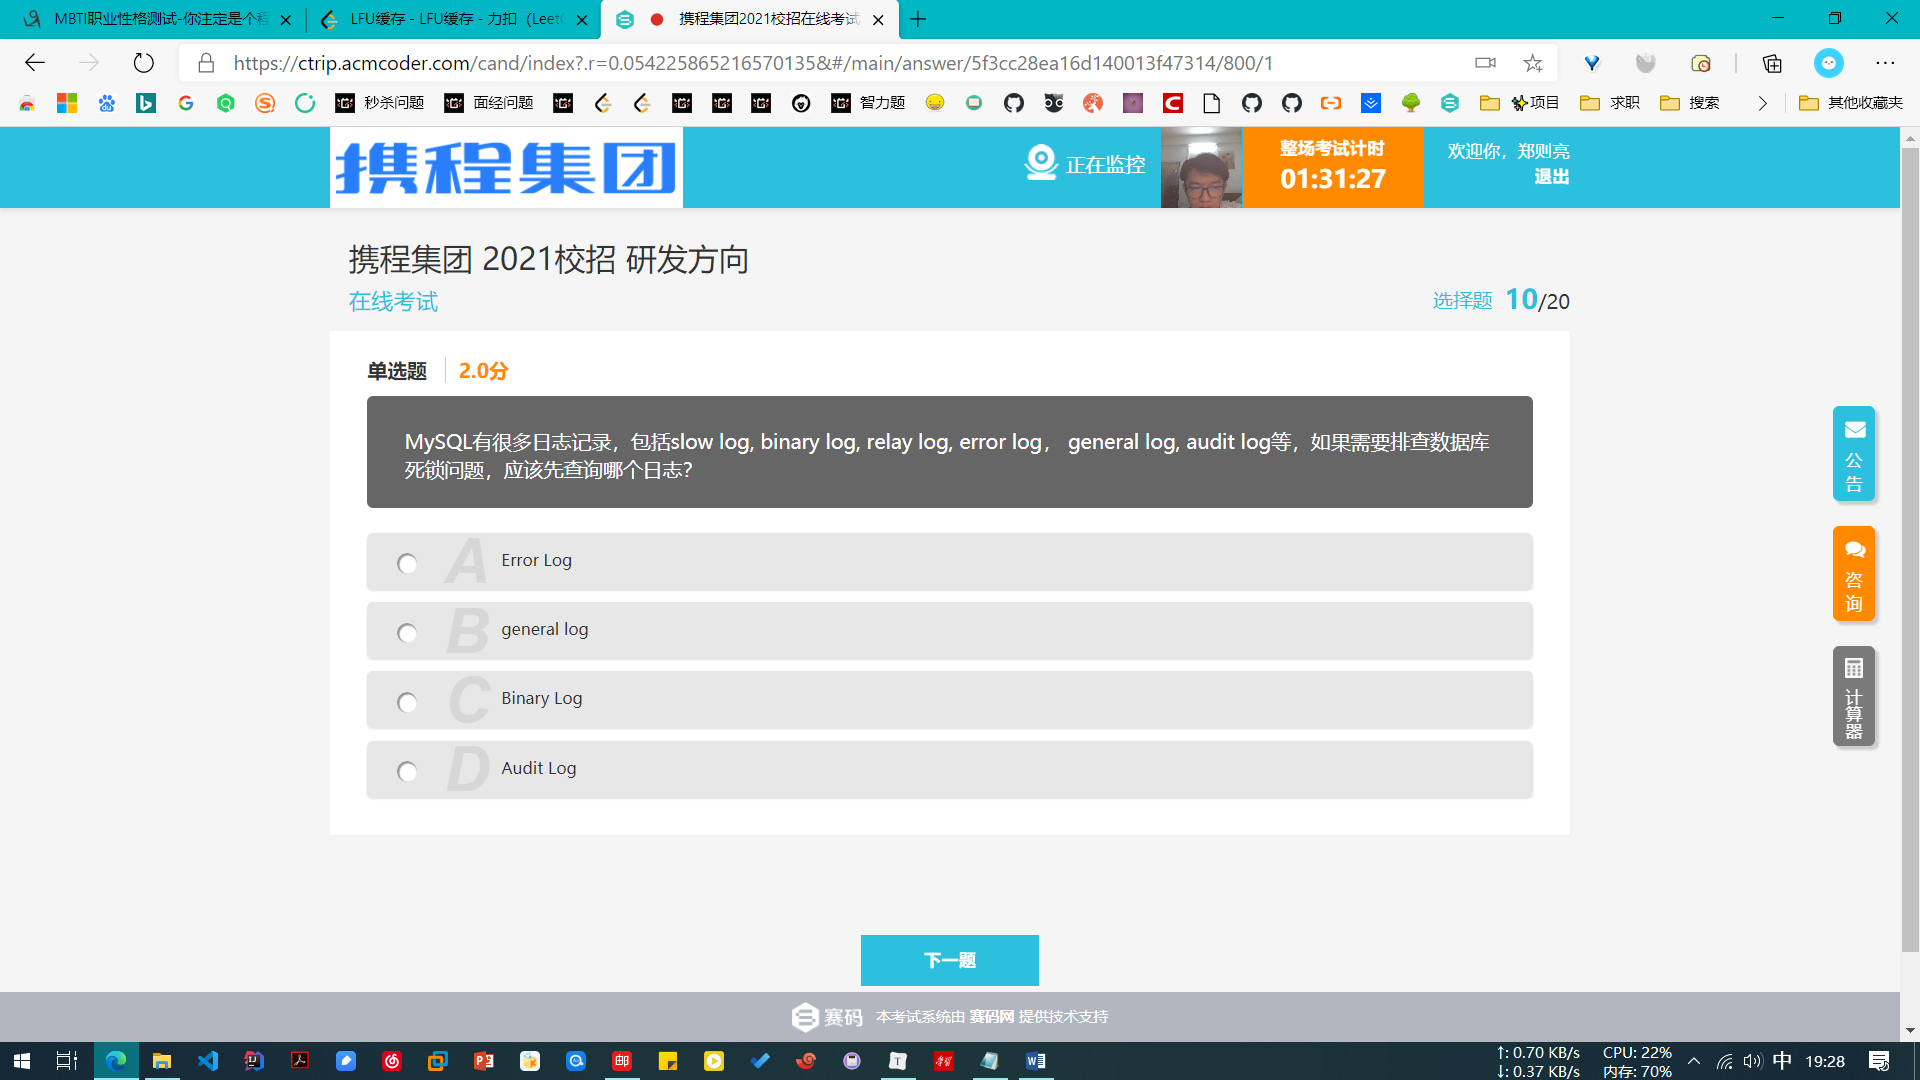 MBTI职业性格测试-你注定是个程
LFU缓存 - LFU缓存 - 力扣 (Leet
携程集团2021校招在线考试
https://ctrip.acmcoder.com/cand/index?.r=0.054225865216570135&#/main/answer/5f3cc28ea16d140013f47314/800/1
秒杀问题
面经问题
智力题
项目
求职
搜索
其他收藏夹
携程集团
正在监控
整场考试计时
01:31:27
欢迎你，郑则亮
退出
携程集团 2021校招 研发方向
在线考试
选择题 10/20
单选题
2.0分
MySQL有很多日志记录，包括slow log, binary log, relay log, error log， general log, audit log等，如果需要排查数据库
死锁问题，应该先查询哪个日志？
A Error Log
B general log
C Binary Log
D Audit Log
公告
咨询
计算器
下一题
赛码 本考试系统由 赛码网 提供技术支持
↑: 0.70 KB/s
↓: 0.37 KB/s
CPU: 22%
内存: 70%
中
19:28